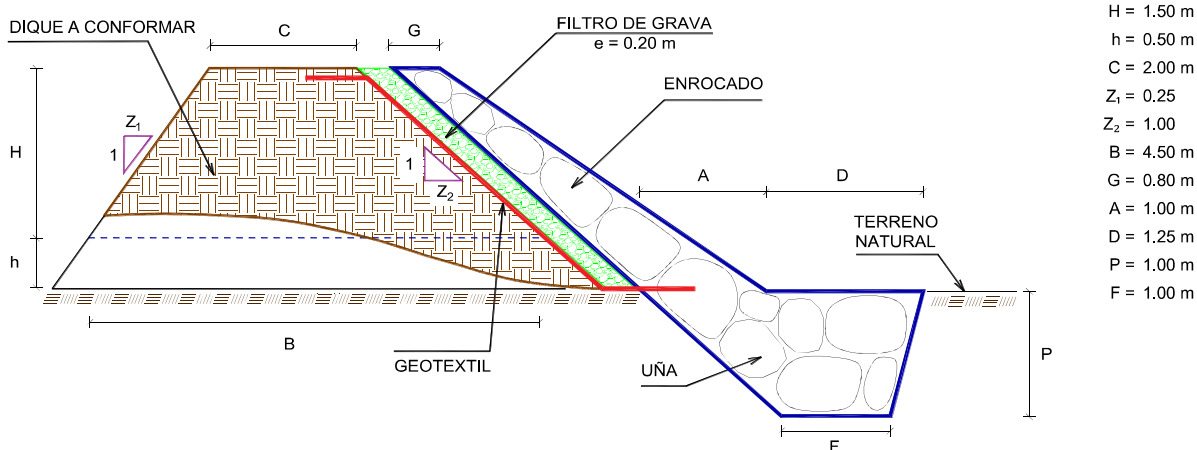 DIQUE A CONFORMAR
C
G
FILTRO DE GRAVA
e = 0.20 m
ENROCADO
H
h
Z₁
1
1
Z₂
A
D
TERRENO
NATURAL
B
GEOTEXTIL
UÑA
P
F
H = 1.50 m
h = 0.50 m
C = 2.00 m
Z₁ = 0.25
Z₂ = 1.00
B = 4.50 m
G = 0.80 m
A = 1.00 m
D = 1.25 m
P = 1.00 m
F = 1.00 m